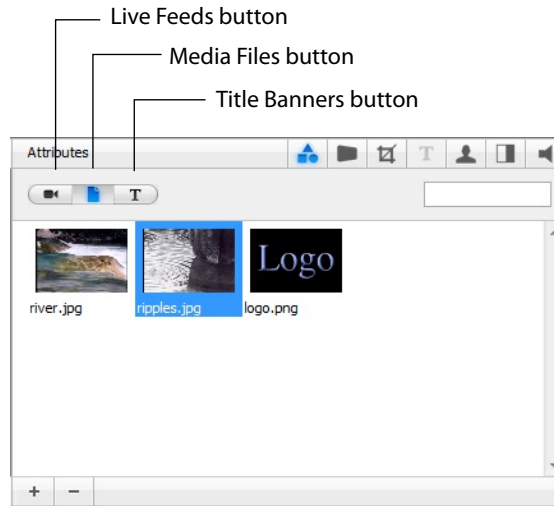 Live Feeds button
Media Files button
Title Banners button
Attributes
T
T
Logo
river.jpg
ripples.jpg
logo.png
+ −